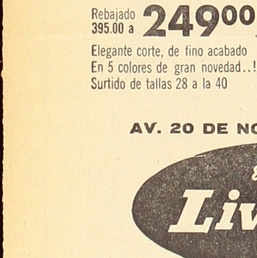 Rebajado
395.00 a 24900
Elegante corte, de fino acabado
En 5 colores de gran novedad..!
Surtido de tallas 28 a la 40
AV. 20 DE NO
Liv